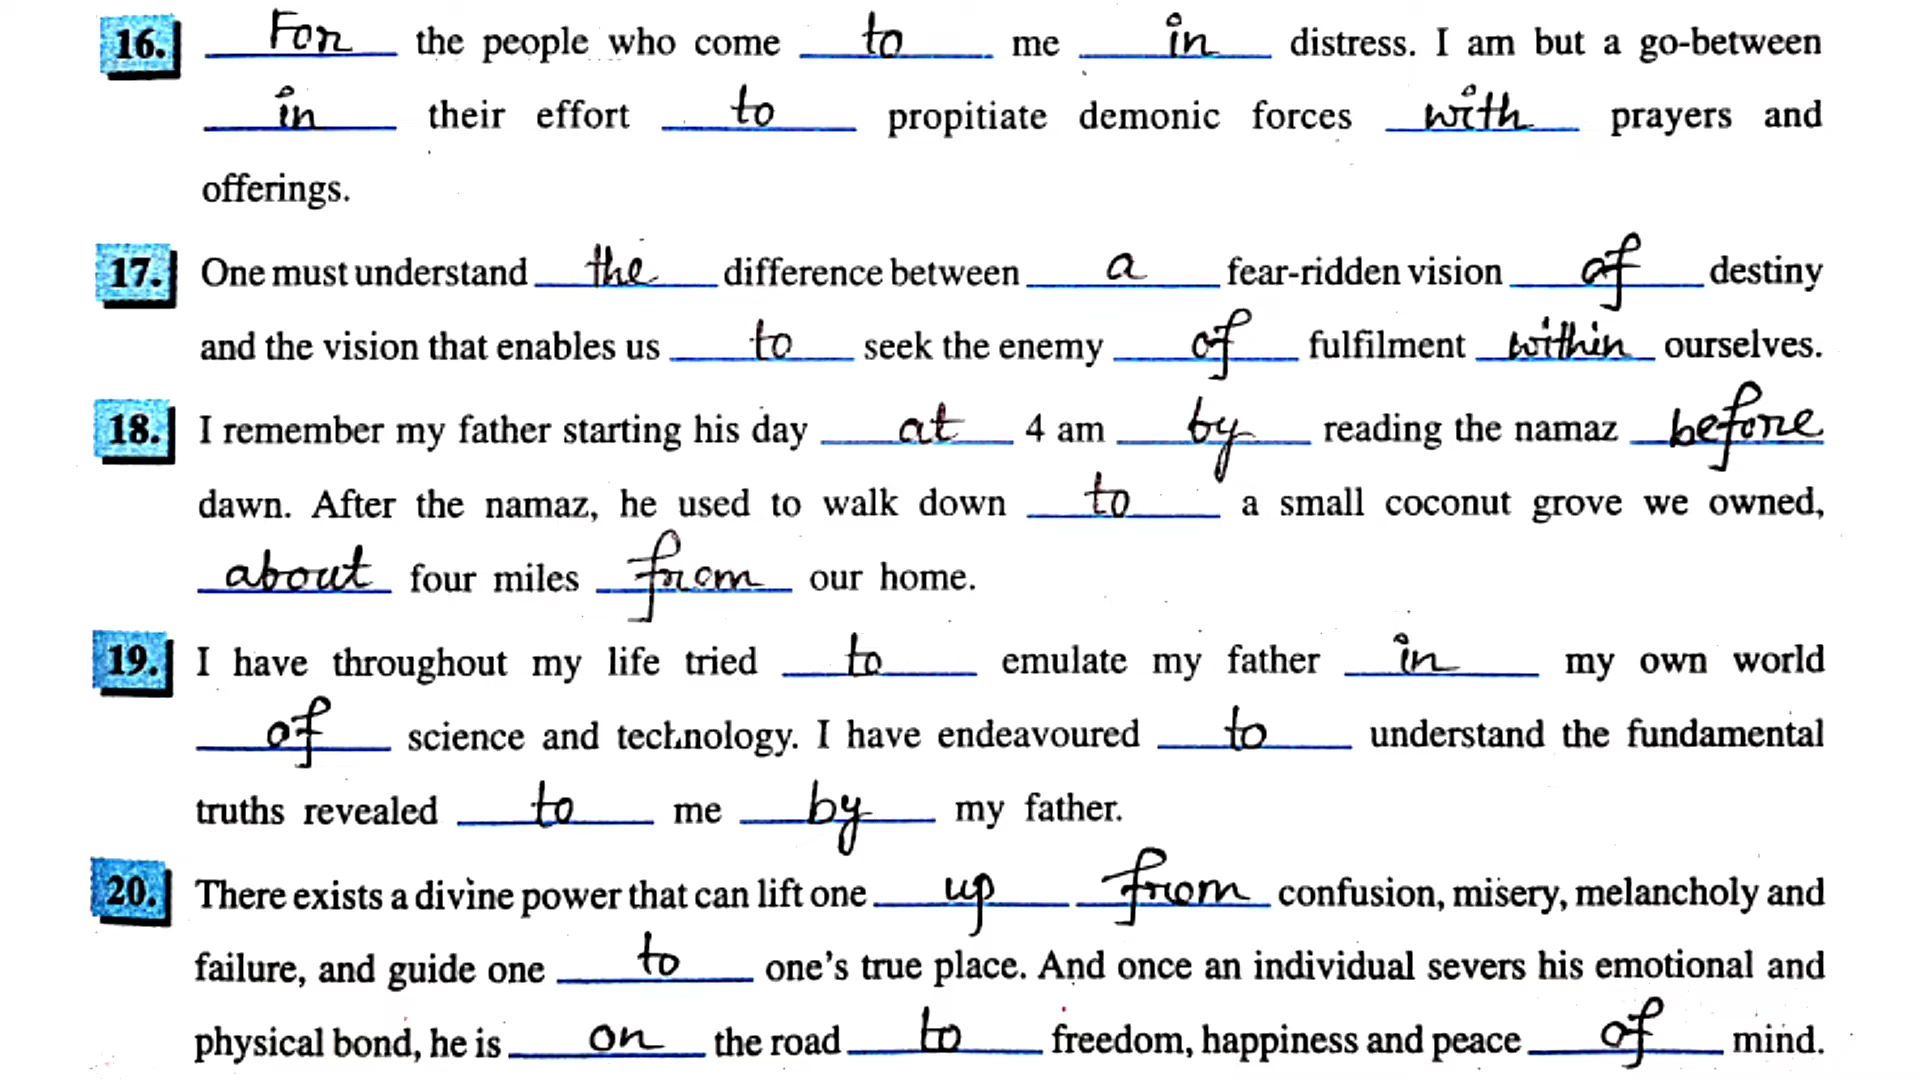 16. For the people who come to me in distress. I am but a go-between
in their effort to propitiate demonic forces with prayers and
offerings.
17. One must understand the difference between a fear-ridden vision of destiny
and the vision that enables us to seek the enemy of fulfilment within ourselves.
18. I remember my father starting his day at 4 am by reading the namaz before
dawn. After the namaz, he used to walk down to a small coconut grove we owned,
about four miles from our home.
19. I have throughout my life tried to emulate my father in my own world
of science and technology. I have endeavoured to understand the fundamental
truths revealed to me by my father.
20. There exists a divine power that can lift one up from confusion, misery, melancholy and
failure, and guide one to one's true place. And once an individual severs his emotional and
physical bond, he is on the road to freedom, happiness and peace of mind.